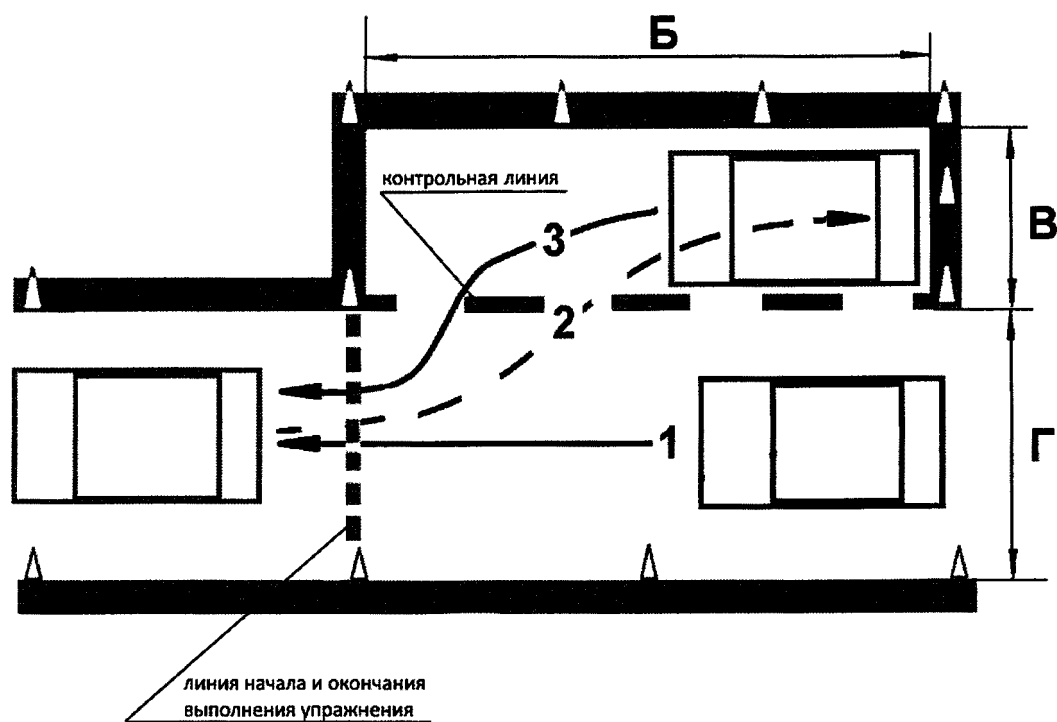 Б
контрольная линия
В
3
2
1
Г
линия начала и окончания
выполнения упражнения